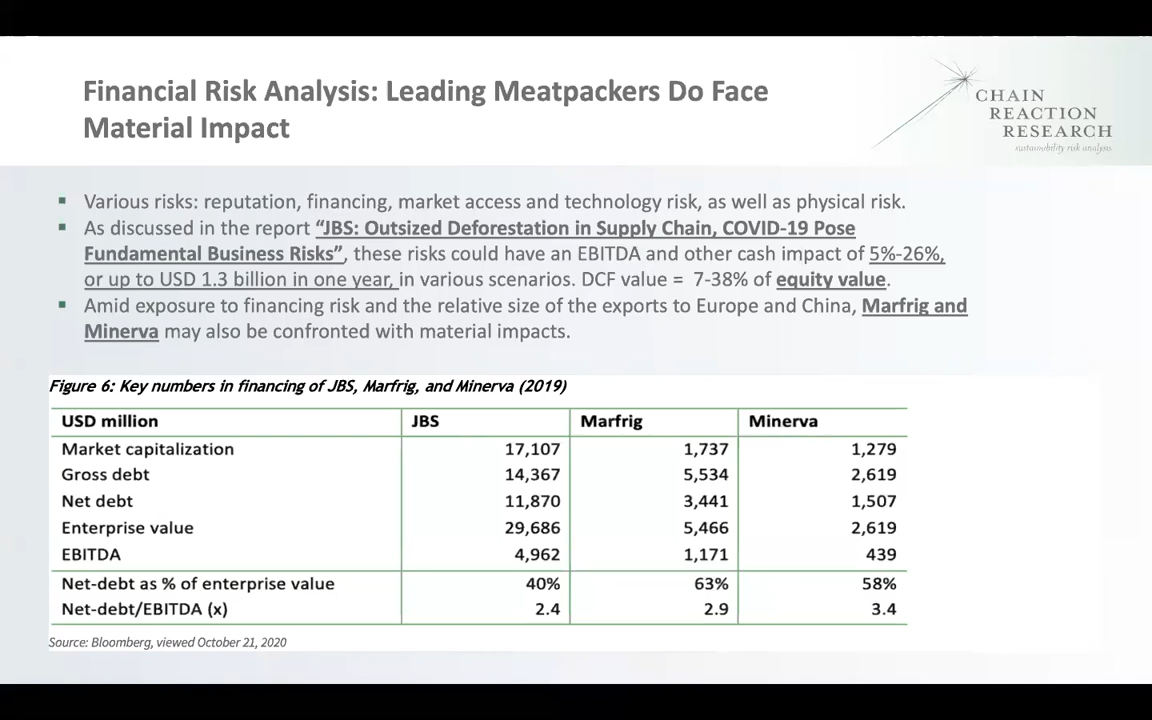 Financial Risk Analysis: Leading Meatpackers Do Face
Material Impact
CHAIN
REACTION
RESEARCH
sustainability risk analysis
▪ Various risks: reputation, financing, market access and technology risk, as well as physical risk.
▪ As discussed in the report “JBS: Outsized Deforestation in Supply Chain, COVID-19 Pose
Fundamental Business Risks”, these risks could have an EBITDA and other cash impact of 5%-26%,
or up to USD 1.3 billion in one year, in various scenarios. DCF value = 7-38% of equity value.
▪ Amid exposure to financing risk and the relative size of the exports to Europe and China, Marfrig and
Minerva may also be confronted with material impacts.
Figure 6: Key numbers in financing of JBS, Marfrig, and Minerva (2019)
USD million JBS Marfrig Minerva
Market capitalization 17,107 1,737 1,279
Gross debt 14,367 5,534 2,619
Net debt 11,870 3,441 1,507
Enterprise value 29,686 5,466 2,619
EBITDA 4,962 1,171 439
Net-debt as % of enterprise value 40% 63% 58%
Net-debt/EBITDA (x) 2.4 2.9 3.4
Source: Bloomberg, viewed October 21, 2020